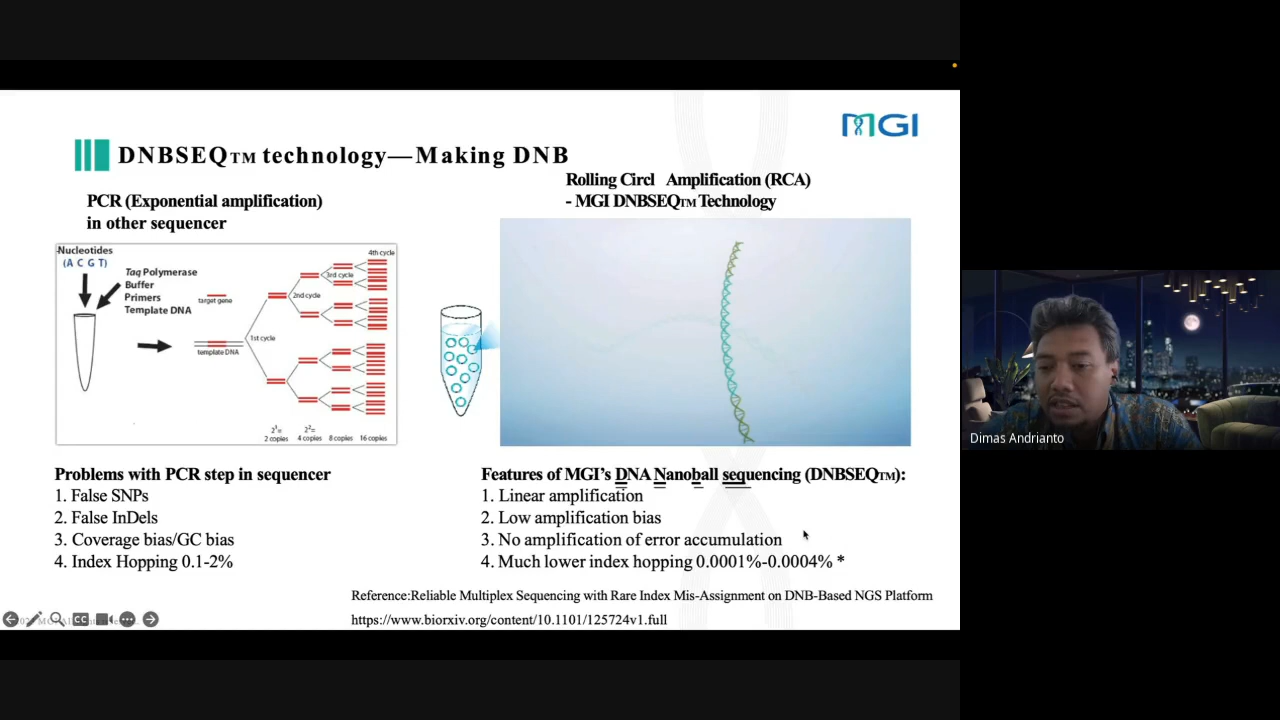 MGI
DNBSEQTM technology—Making DNB
PCR (Exponential amplification)
in other sequencer
Rolling Circl Amplification (RCA)
- MGI DNBSEQTM Technology
Nucleotides
(A C G T)
Taq Polymerase
Buffer
Primers
Template DNA
target gene
template DNA
1st cycle
2nd cycle
3rd cycle
4th cycle
2¹=
2 copies
2²=
4 copies
8 copies
16 copies
Problems with PCR step in sequencer
1. False SNPs
2. False InDels
3. Coverage bias/GC bias
4. Index Hopping 0.1-2%
Features of MGI’s DNA Nanoball sequencing (DNBSEQTM):
1. Linear amplification
2. Low amplification bias
3. No amplification of error accumulation
4. Much lower index hopping 0.0001%-0.0004% *
Reference:Reliable Multiplex Sequencing with Rare Index Mis-Assignment on DNB-Based NGS Platform
https://www.biorxiv.org/content/10.1101/125724v1.full
CC
Dimas Andrianto